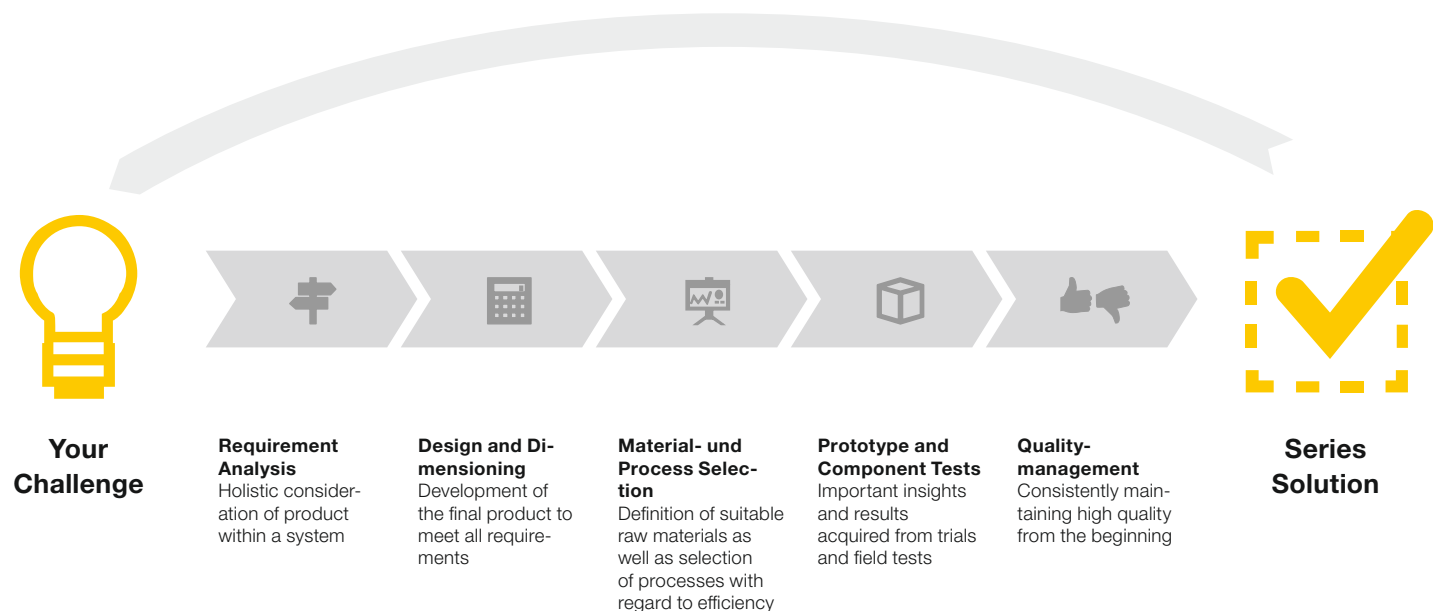 Your
Challenge
Requirement
Analysis
Holistic consider-
ation of product
within a system
Design and Di-
mensioning
Development of
the final product to
meet all require-
ments
Material- und
Process Selec-
tion
Definition of suitable
raw materials as
well as selection
of processes with
regard to efficiency
Prototype and
Component Tests
Important insights
and results
acquired from trials
and field tests
Quality-
management
Consistently main-
taining high quality
from the beginning
Series
Solution